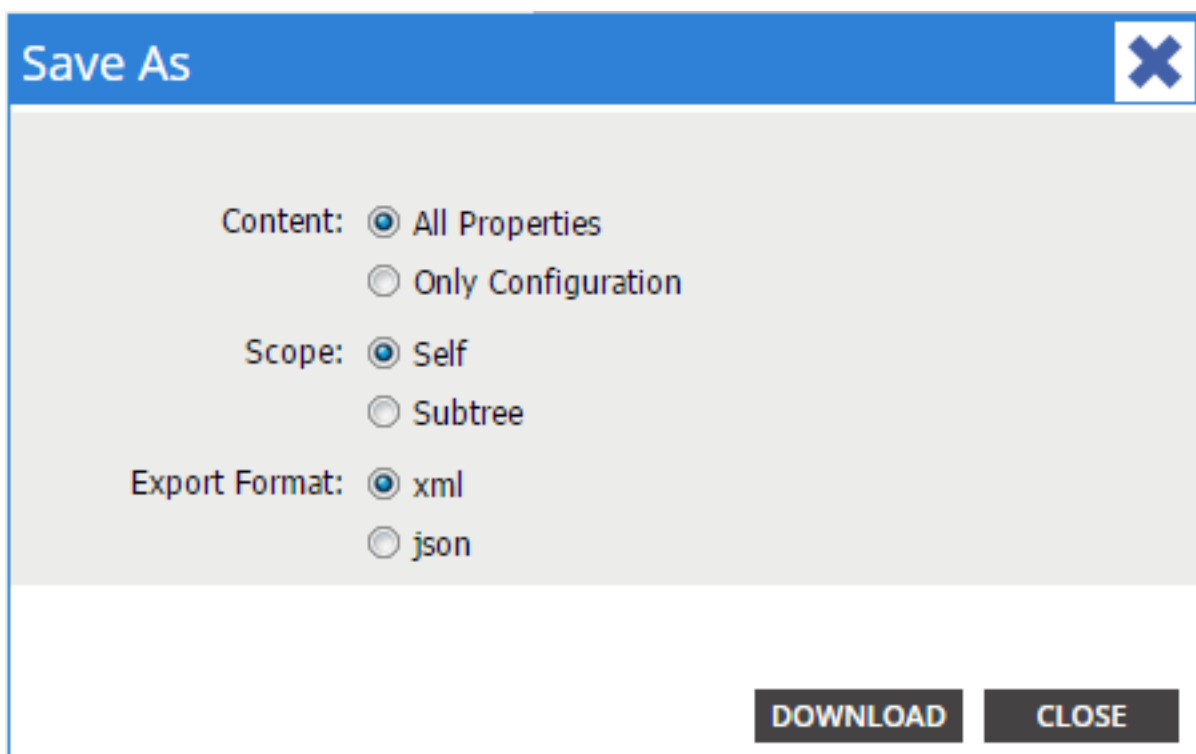 Save As
Content: All Properties
Only Configuration
Scope: Self
Subtree
Export Format: xml
json
DOWNLOAD CLOSE